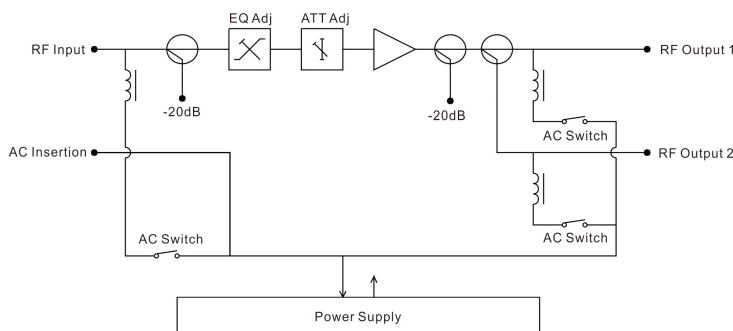 EQ Adj
ATT Adj
RF Input
RF Output 1
-20dB
-20dB
AC Switch
AC Insertion
RF Output 2
AC Switch
AC Switch
Power Supply